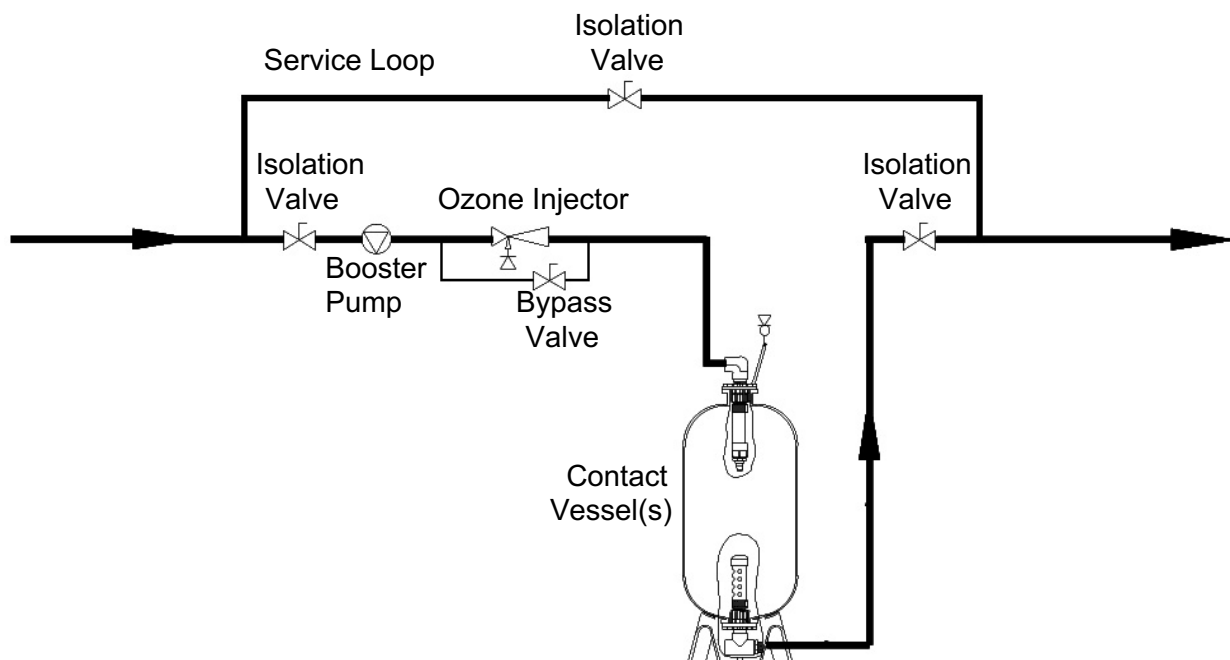 Isolation
Valve
Service Loop
Isolation
Valve
Ozone Injector
Isolation
Valve
Booster
Pump
Bypass
Valve
Contact
Vessel(s)